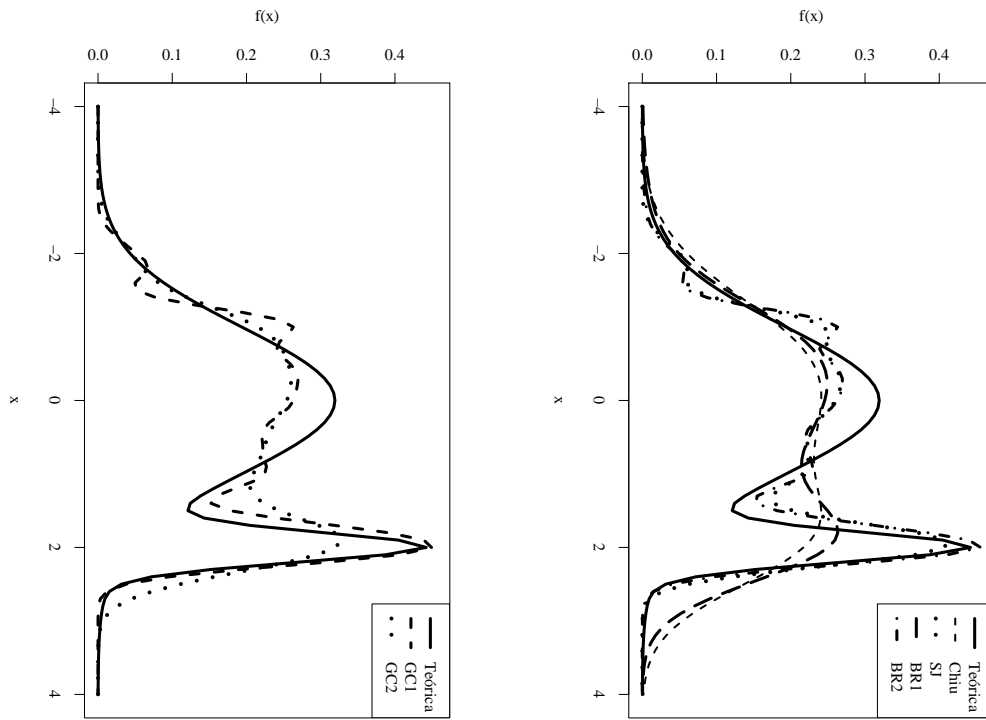 f(x)
0.0 0.1 0.2 0.3 0.4
−4 −2 0 2 4
x
Teórica
GC1
GC2
f(x)
0.0 0.1 0.2 0.3 0.4
−4 −2 0 2 4
x
Teórica
Chiu
SJ
BR1
BR2